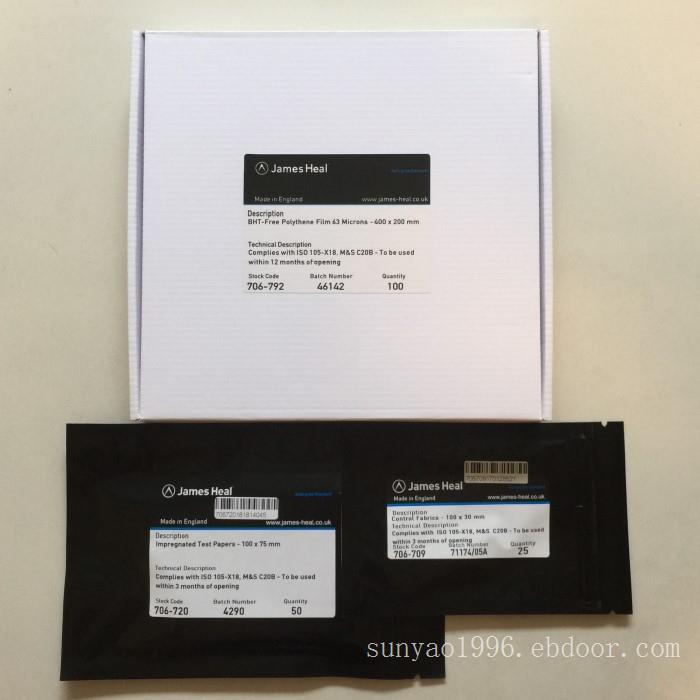 James Heal
Made in England
www.james-heal.co.uk
Description
BHT-Free Polythene Film 63 Microns - 400 x 200 mm
Technical Description
Complies with ISO 105-X18, M&S C20B - To be used
within 12 months of opening
Stock Code Batch Number Quantity
706-792 46142 100
James Heal
Made in England www.james-heal.co.uk
Description
Impregnated Test Papers - 100 x 75 mm
Technical Description
Complies with ISO 105-X18, M&S C20B - To be used
within 3 months of opening
Stock Code Batch Number Quantity
706-720 4290 50
James Heal
Made in England www.james-heal.co.uk
Description
Control Fabrics - 100 x 30 mm
Technical Description
Complies with ISO 105-X18, M&S C20B - To be used
within 3 months of opening
Stock Code Batch Number Quantity
706-709 71174/05A 25
sunyao1996.ebdoor.com